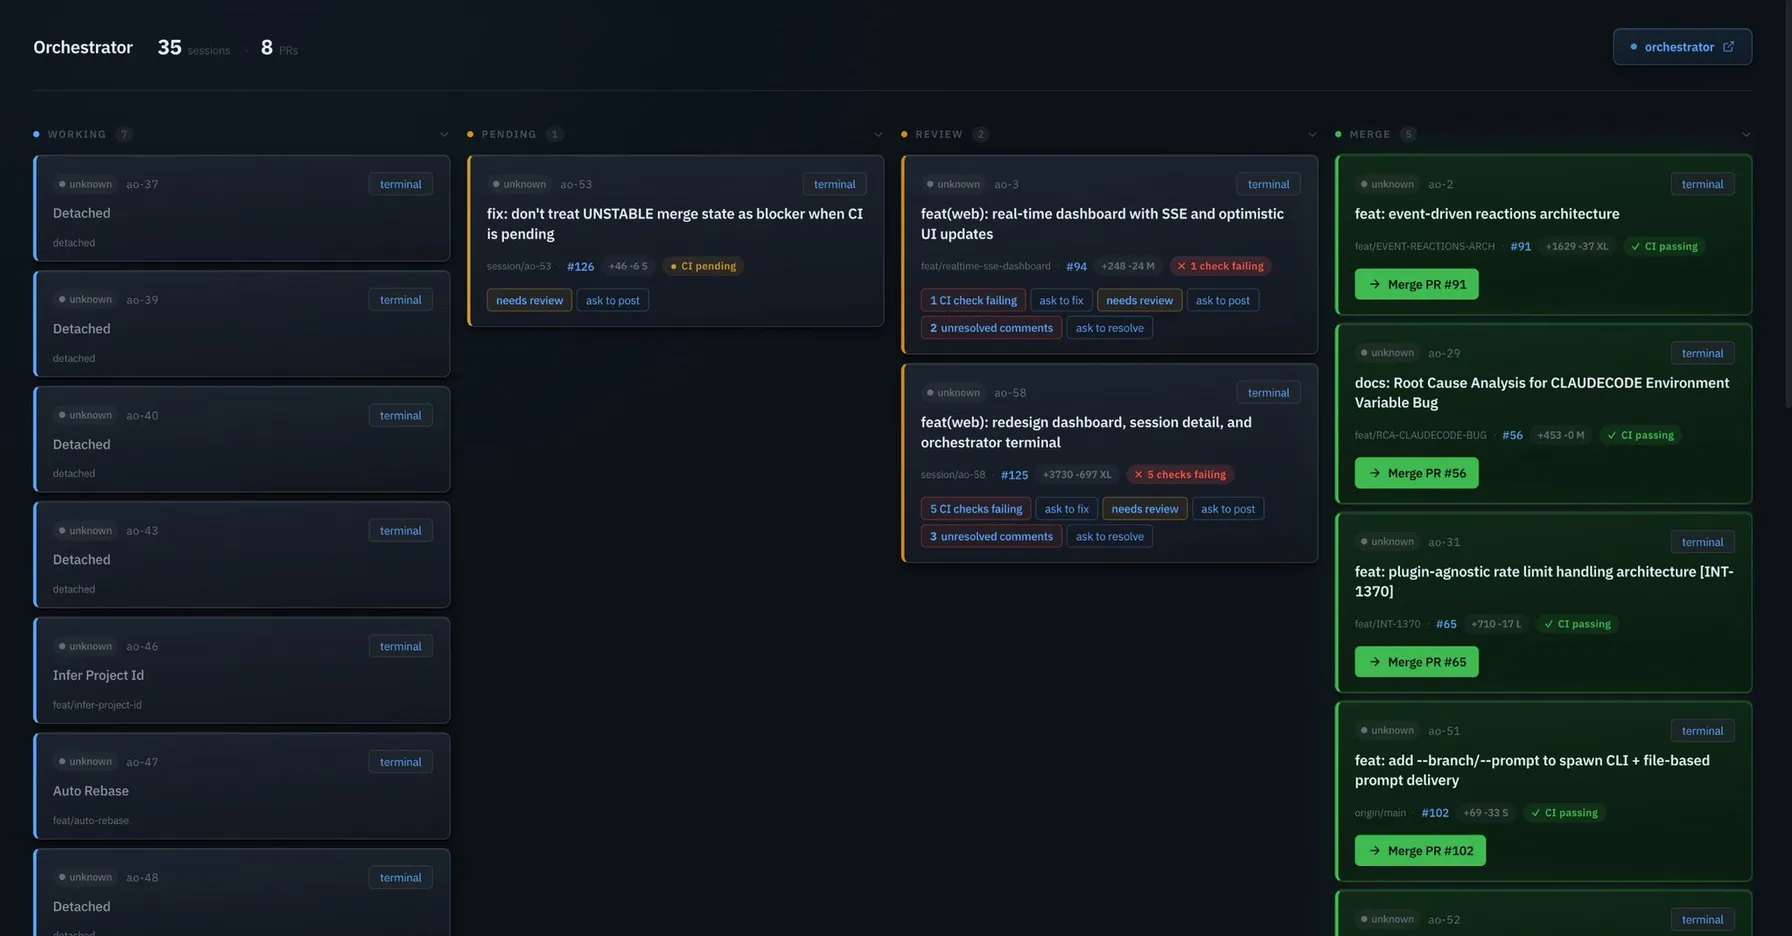 Orchestrator 35 sessions · 8 PRs
orchestrator
WORKING 7
unknown ao-37 terminal
Detached
detached
unknown ao-39 terminal
Detached
detached
unknown ao-40 terminal
Detached
detached
unknown ao-43 terminal
Detached
detached
unknown ao-46 terminal
Infer Project Id
feat/infer-project-id
unknown ao-47 terminal
Auto Rebase
feat/auto-rebase
unknown ao-48 terminal
Detached
detached
PENDING 1
unknown ao-53 terminal
fix: don't treat UNSTABLE merge state as blocker when CI
is pending
session/ao-53 · #126 +46 -6 S CI pending
needs review ask to post
REVIEW 2
unknown ao-3 terminal
feat(web): real-time dashboard with SSE and optimistic
UI updates
feat/realtime-sse-dashboard · #94 +248 -24 M ✕ 1 check failing
1 CI check failing ask to fix needs review ask to post
2 unresolved comments ask to resolve
unknown ao-58 terminal
feat(web): redesign dashboard, session detail, and
orchestrator terminal
session/ao-58 · #125 +3730 -697 XL ✕ 5 checks failing
5 CI checks failing ask to fix needs review ask to post
3 unresolved comments ask to resolve
MERGE 5
unknown ao-2 terminal
feat: event-driven reactions architecture
feat/EVENT-REACTIONS-ARCH · #91 +1629 -37 XL ✓ CI passing
→ Merge PR #91
unknown ao-29 terminal
docs: Root Cause Analysis for CLAUDECODE Environment
Variable Bug
feat/RCA-CLAUDECODE-BUG · #56 +453 -0 M ✓ CI passing
→ Merge PR #56
unknown ao-31 terminal
feat: plugin-agnostic rate limit handling architecture [INT-
1370]
feat/INT-1370 · #65 +710 -17 L ✓ CI passing
→ Merge PR #65
unknown ao-51 terminal
feat: add --branch/--prompt to spawn CLI + file-based
prompt delivery
origin/main · #102 +69 -33 S ✓ CI passing
→ Merge PR #102
unknown ao-52 terminal